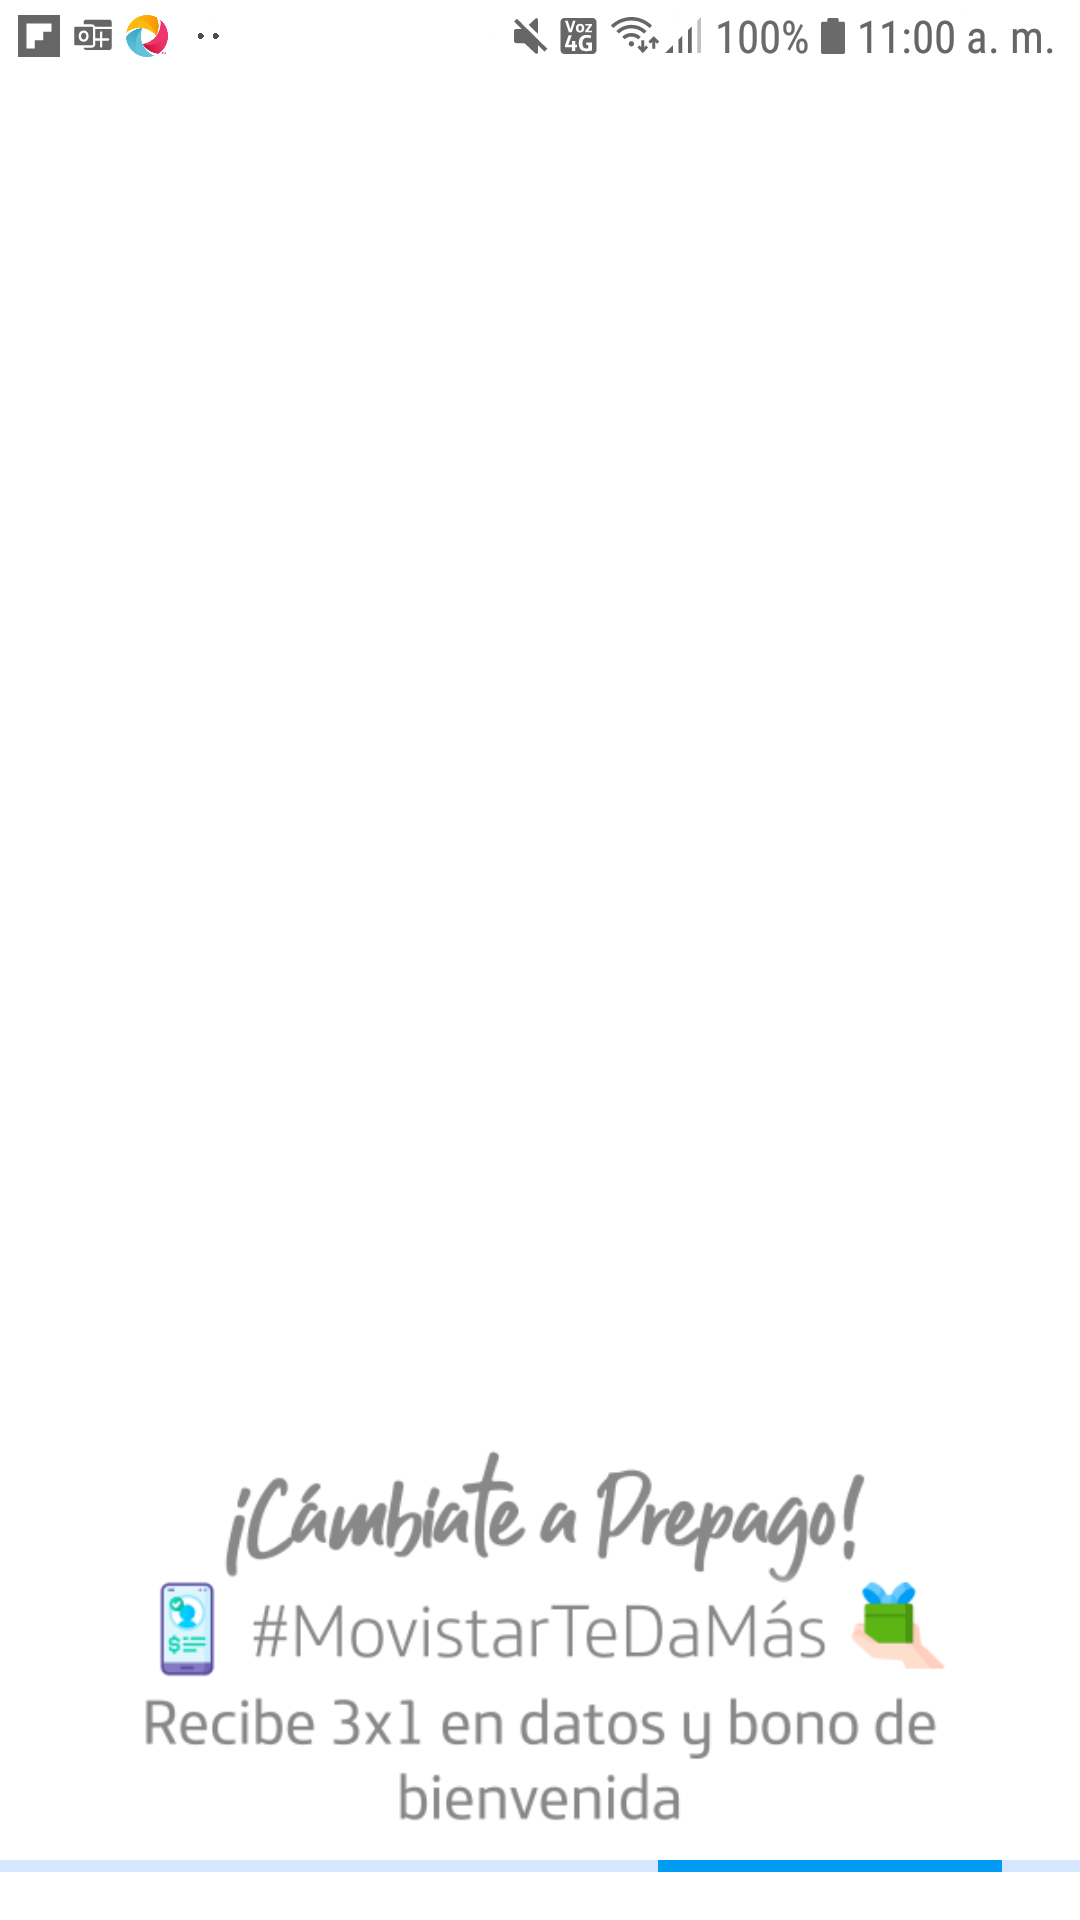 Voz 4G 100% 11:00 a. m.
¡Cámbiate a Prepago!
#MovistarTeDaMás
Recibe 3x1 en datos y bono de
bienvenida